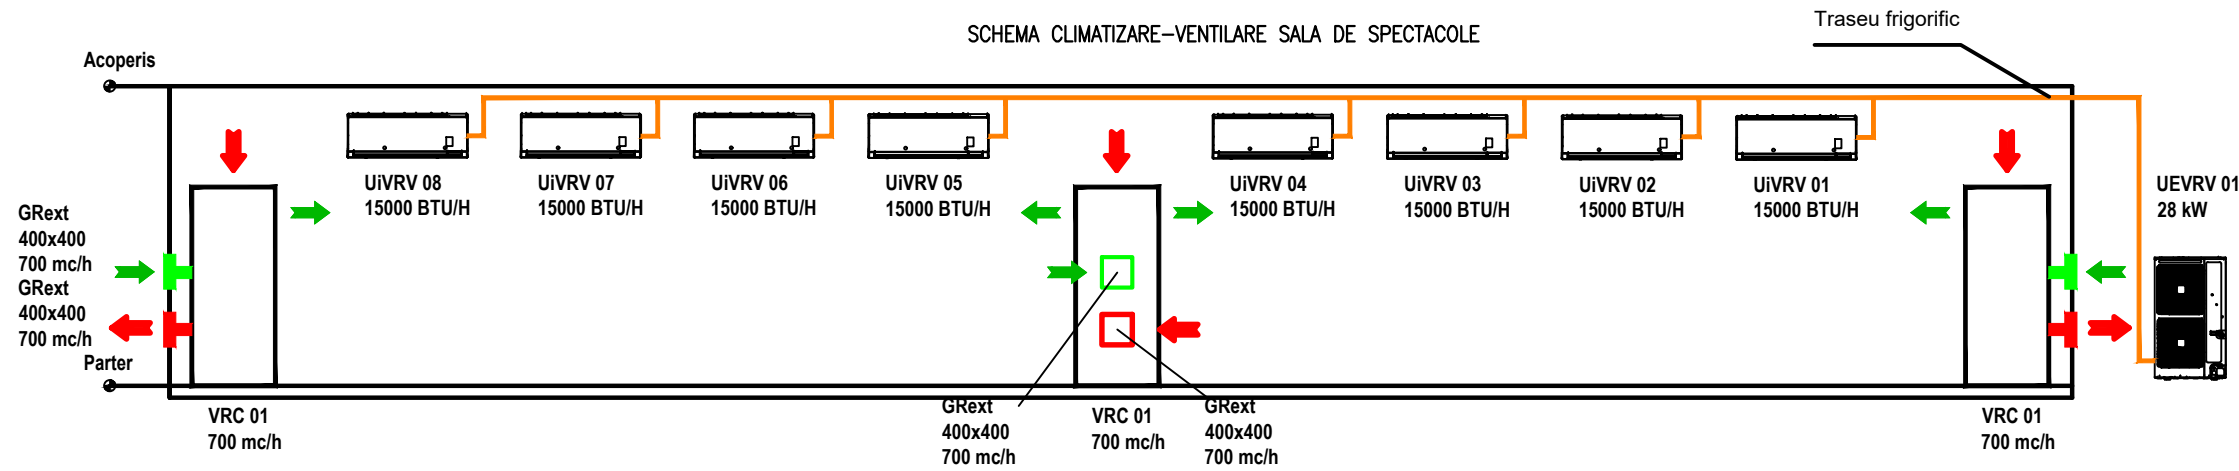 Traseu frigorific
SCHEMA CLIMATIZARE-VENTILARE SALA DE SPECTACOLE
Acoperis
UiVRV 08
15000 BTU/H
UiVRV 07
15000 BTU/H
UiVRV 06
15000 BTU/H
UiVRV 05
15000 BTU/H
UiVRV 04
15000 BTU/H
UiVRV 03
15000 BTU/H
UiVRV 02
15000 BTU/H
UiVRV 01
15000 BTU/H
UEVRV 01
28 kW
GRext
400x400
700 mc/h
GRext
400x400
700 mc/h
Parter
VRC 01
700 mc/h
GRext
400x400
700 mc/h
VRC 01
700 mc/h
GRext
400x400
700 mc/h
VRC 01
700 mc/h